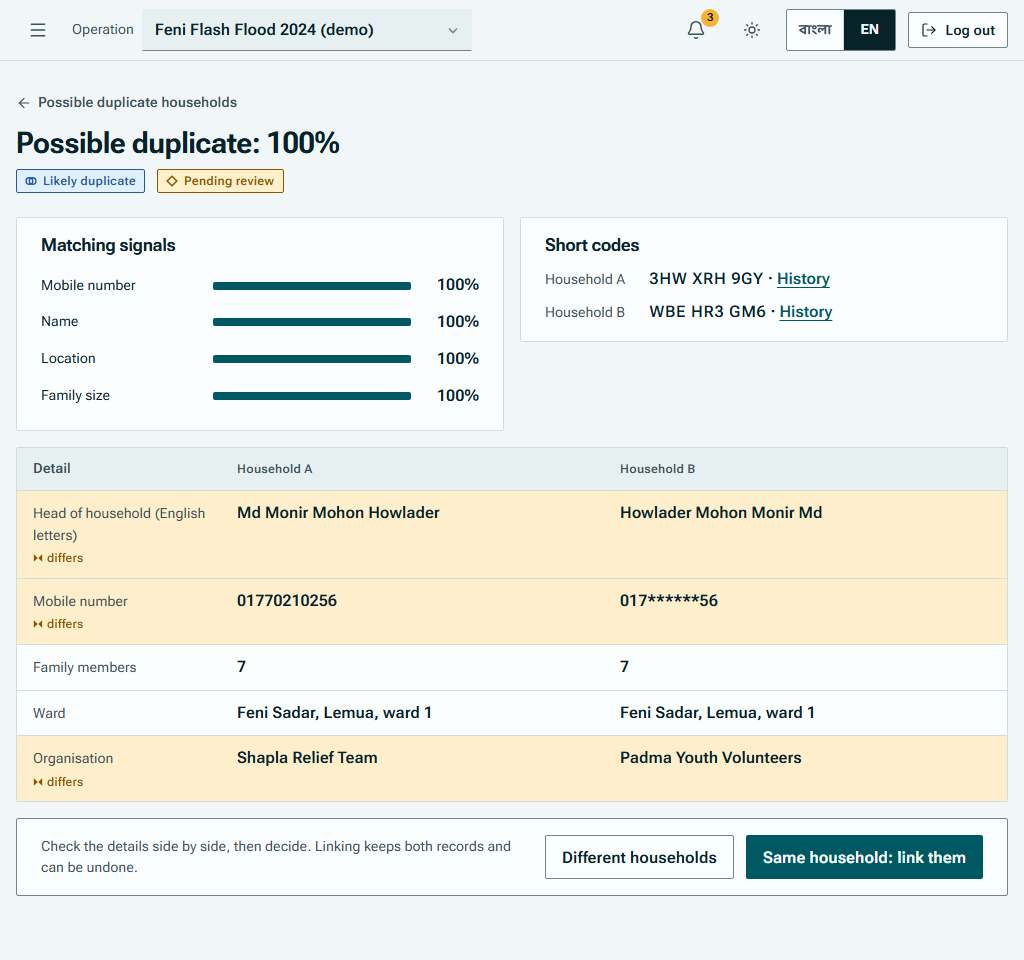 Operation
Feni Flash Flood 2024 (demo)
3
বাংলা
EN
Log out
Possible duplicate households
Possible duplicate: 100%
Likely duplicate
Pending review
Matching signals
Mobile number 100%
Name 100%
Location 100%
Family size 100%
Short codes
Household A 3HW XRH 9GY · History
Household B WBE HR3 GM6 · History
Detail Household A Household B
Head of household (English Md Monir Mohon Howlader Howlader Mohon Monir Md
letters)
differs
Mobile number 01770210256 017******56
differs
Family members 7 7
Ward Feni Sadar, Lemua, ward 1 Feni Sadar, Lemua, ward 1
Organisation Shapla Relief Team Padma Youth Volunteers
differs
Check the details side by side, then decide. Linking keeps both records and
can be undone.
Different households
Same household: link them